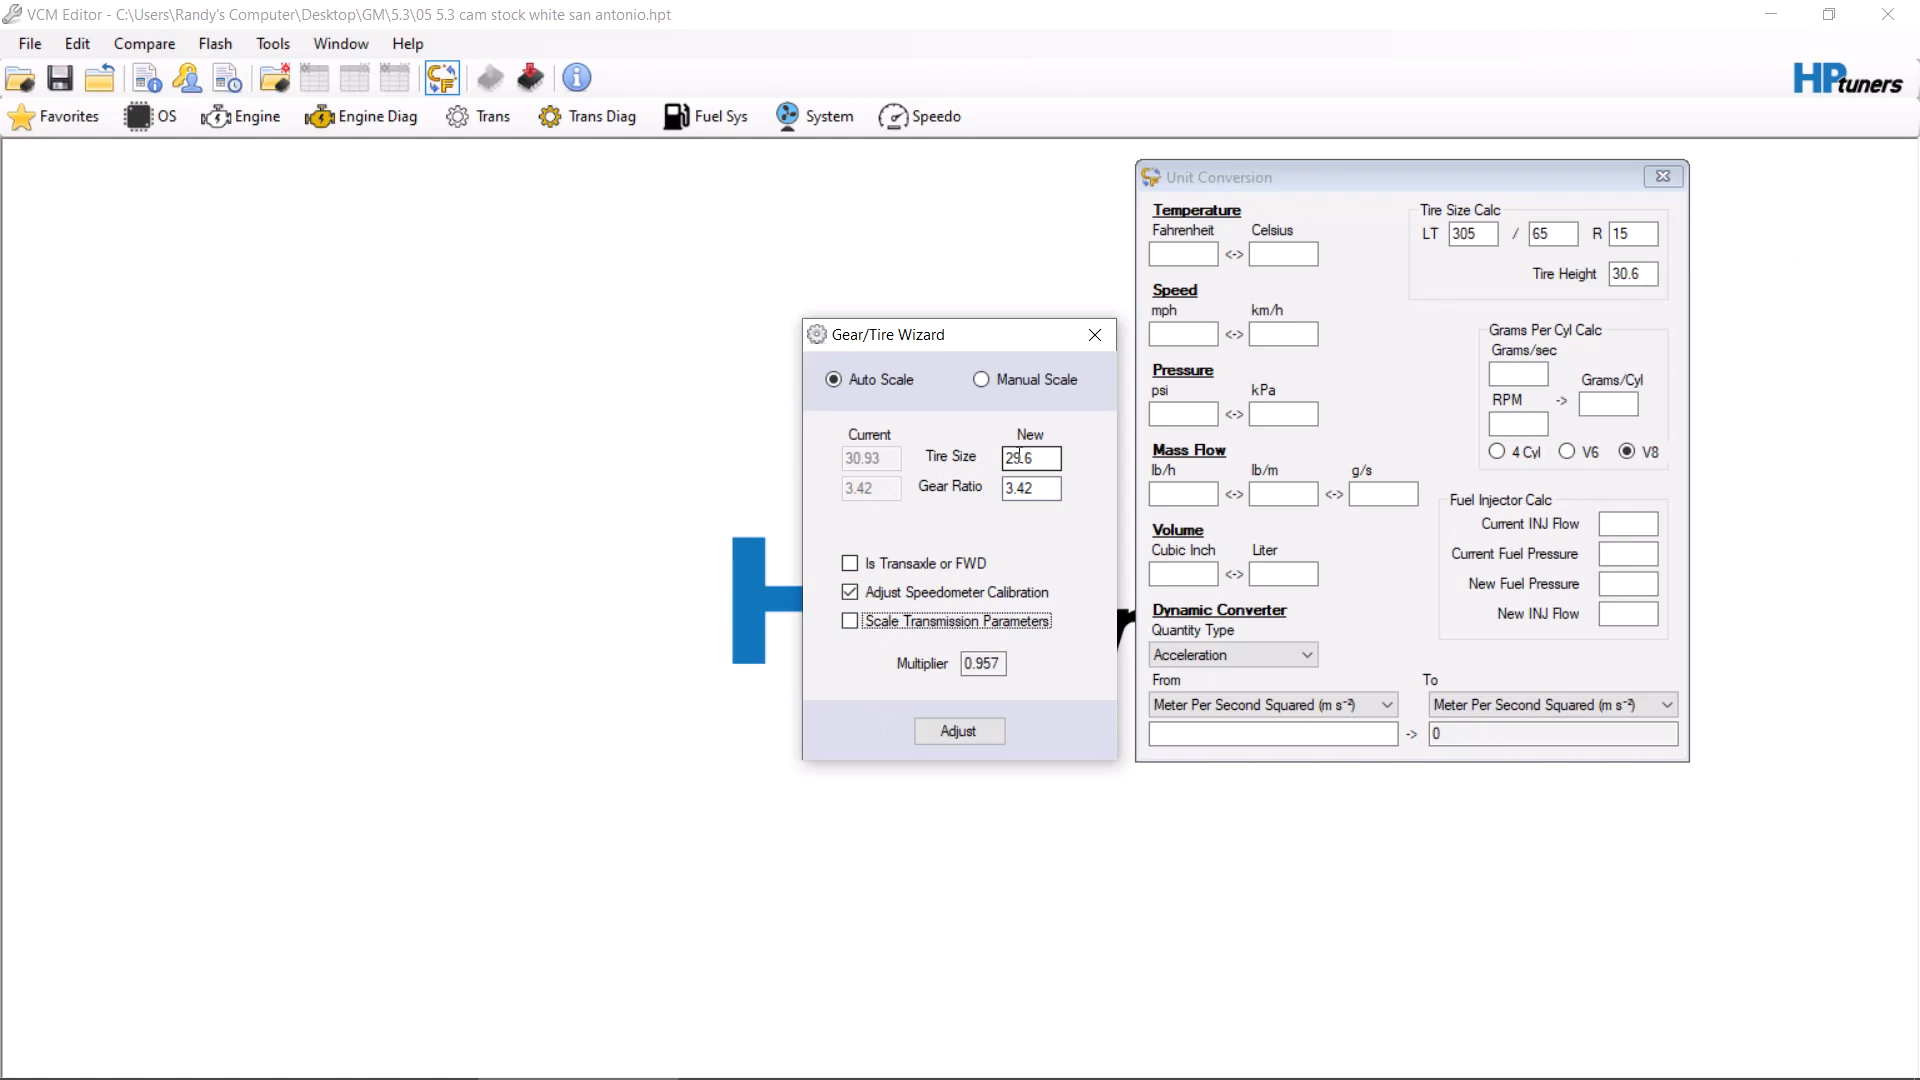 VCM Editor - C:\Users\Randy's Computer\Desktop\GM\5.3\05 5.3 cam stock white san antonio.hpt
File Edit Compare Flash Tools Window Help
HPtuners
Favorites OS Engine Engine Diag Trans Trans Diag Fuel Sys System Speedo
Gear/Tire Wizard
Auto Scale Manual Scale
Current New
30.93 Tire Size 29.6
3.42 Gear Ratio 3.42
Is Transaxle or FWD
Adjust Speedometer Calibration
Scale Transmission Parameters
Multiplier 0.957
Adjust
Unit Conversion
Temperature
Fahrenheit Celsius
<->
Speed
mph km/h
<->
Pressure
psi kPa
<->
Mass Flow
lb/h lb/m g/s
<-> <->
Volume
Cubic Inch Liter
<->
Dynamic Converter
Quantity Type
Acceleration
From To
Meter Per Second Squared (m s⁻²) Meter Per Second Squared (m s⁻²)
-> 0
Tire Size Calc
LT 305 / 65 R 15
Tire Height 30.6
Grams Per Cyl Calc
Grams/sec
Grams/Cyl
RPM ->
4 Cyl V6 V8
Fuel Injector Calc
Current INJ Flow
Current Fuel Pressure
New Fuel Pressure
New INJ Flow